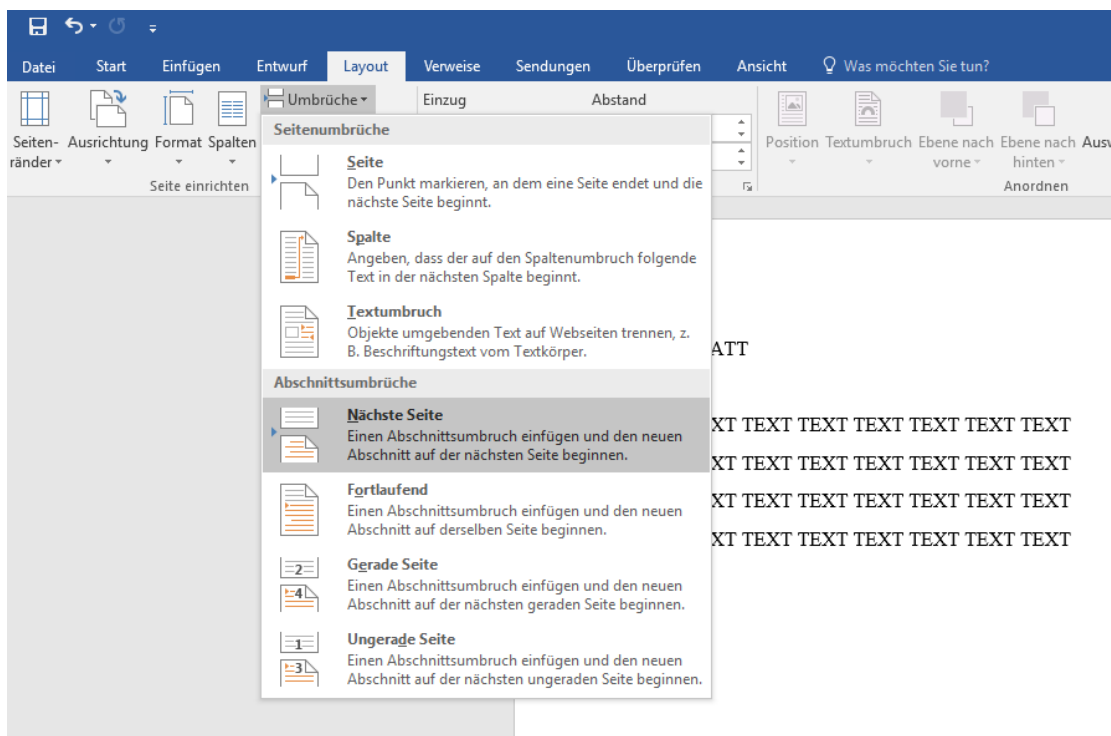 Datei Start Einfügen Entwurf Layout Verweise Sendungen Überprüfen Ansicht Was möchten Sie tun?
Umbrüche Einzug Abstand
Seiten-
ränder
Ausrichtung Format Spalten
Position Textumbruch
Ebene nach
vorne
Ebene nach
hinten
Seite einrichten
Anordnen
Seitenumbrüche
Seite
Den Punkt markieren, an dem eine Seite endet und die
nächste Seite beginnt.
Spalte
Angeben, dass der auf den Spaltenumbruch folgende
Text in der nächsten Spalte beginnt.
Textumbruch
Objekte umgebenden Text auf Webseiten trennen, z.
B. Beschriftungstext vom Textkörper.
Abschnittsumbrüche
Nächste Seite
Einen Abschnittsumbruch einfügen und den neuen
Abschnitt auf der nächsten Seite beginnen.
Fortlaufend
Einen Abschnittsumbruch einfügen und den neuen
Abschnitt auf derselben Seite beginnen.
2
4
Gerade Seite
Einen Abschnittsumbruch einfügen und den neuen
Abschnitt auf der nächsten geraden Seite beginnen.
1
3
Ungerade Seite
Einen Abschnittsumbruch einfügen und den neuen
Abschnitt auf der nächsten ungeraden Seite beginnen.
ATT
XT TEXT TEXT TEXT TEXT TEXT TEXT
XT TEXT TEXT TEXT TEXT TEXT TEXT
XT TEXT TEXT TEXT TEXT TEXT TEXT
XT TEXT TEXT TEXT TEXT TEXT TEXT